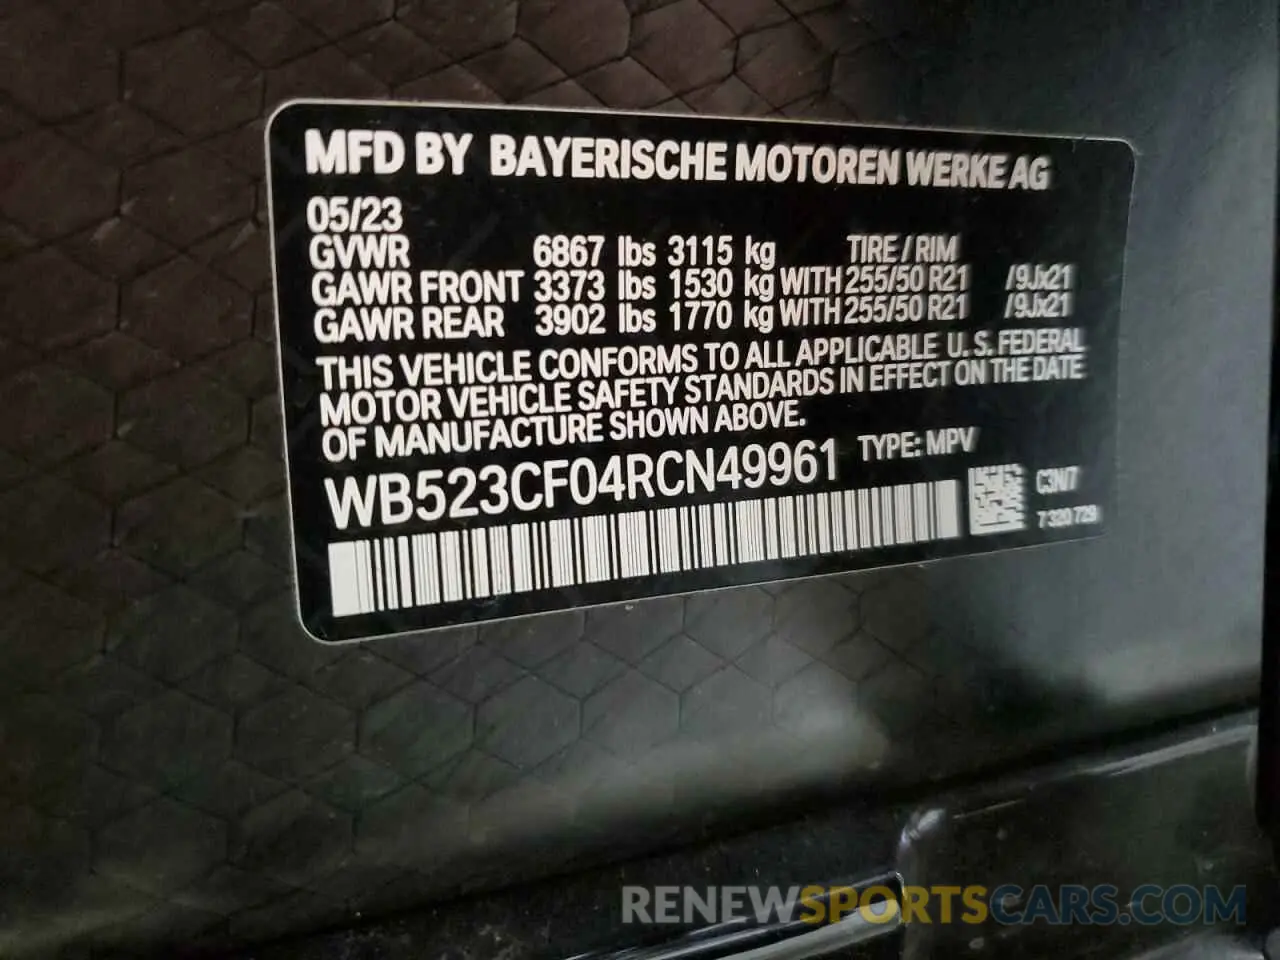 MFD BY BAYERISCHE MOTOREN WERKE AG
05/23
GVWR 6867 lbs 3115 kg TIRE / RIM
GAWR FRONT 3373 lbs 1530 kg WITH 255/50 R21 /9Jx21
GAWR REAR 3902 lbs 1770 kg WITH 255/50 R21 /9Jx21
THIS VEHICLE CONFORMS TO ALL APPLICABLE U. S. FEDERAL
MOTOR VEHICLE SAFETY STANDARDS IN EFFECT ON THE DATE
OF MANUFACTURE SHOWN ABOVE.
WB523CF04RCN49961 TYPE: MPV
C3N7
7 320 729
RENEWSPORTSCARS.COM